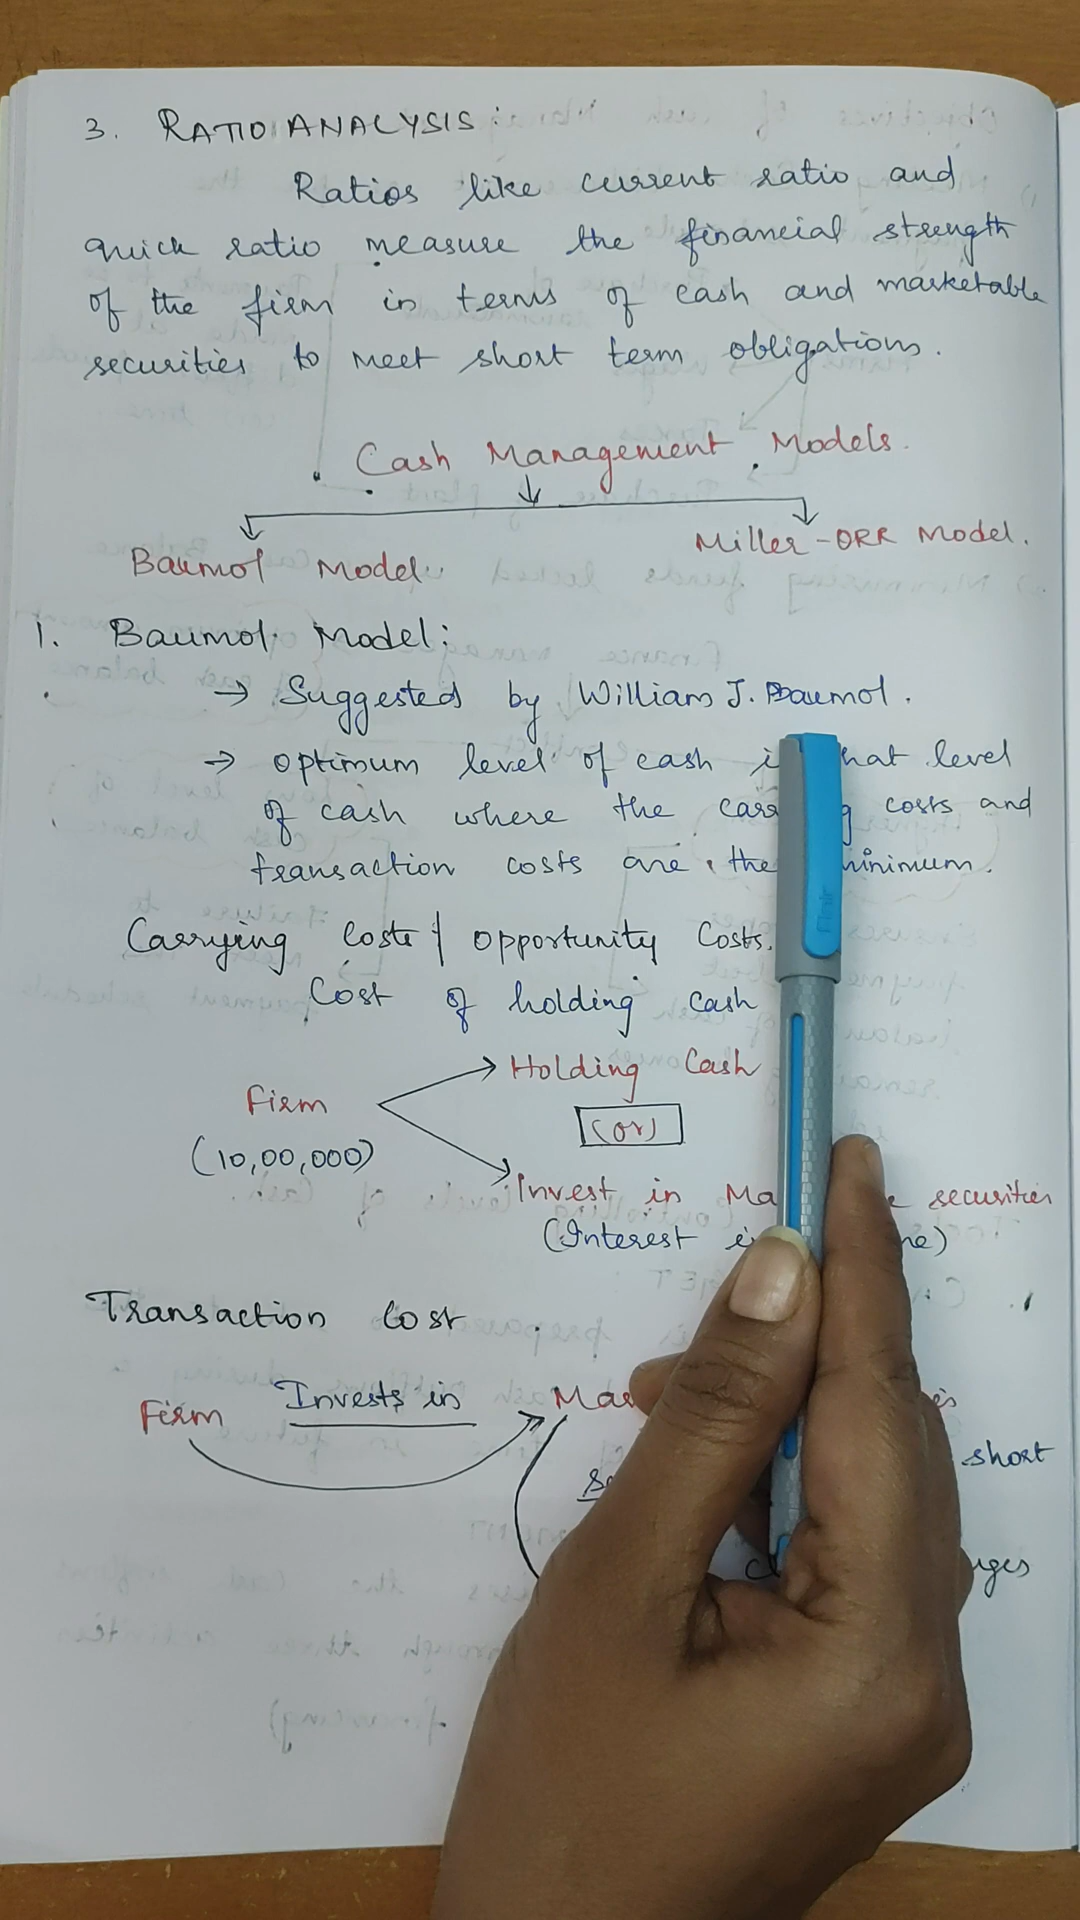 3. RATIO ANALYSIS:
Ratios like current ratio and
quick ratio measure the financial strength
of the firm in terms of cash and marketable
securities to meet short term obligations.
Cash Management Models.
Baumol Model.
Miller-ORR Model.
1. Baumol Model:
→ Suggested by William J. Baumol.
→ Optimum level of cash is that level
of cash where the carrying costs and
transaction costs are the minimum.
Carrying Costs/ Opportunity Costs.
Cost of holding cash
Holding Cash
Firm
(or)
(10,00,000)
Invest in securities
(Interest
Transaction Cost
Invests in
Firm
short